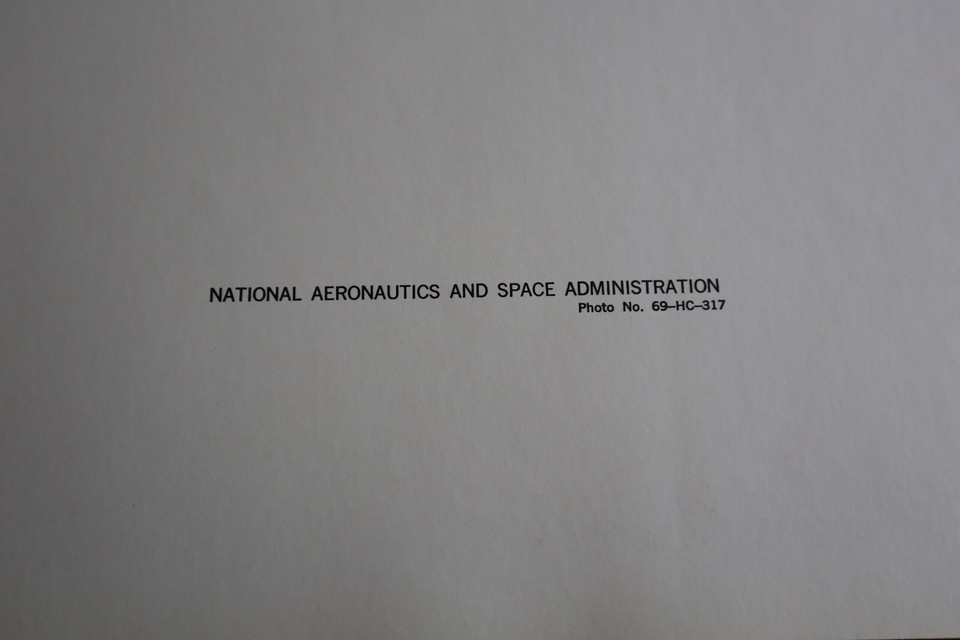 NATIONAL AERONAUTICS AND SPACE ADMINISTRATION
Photo No. 69–HC–317